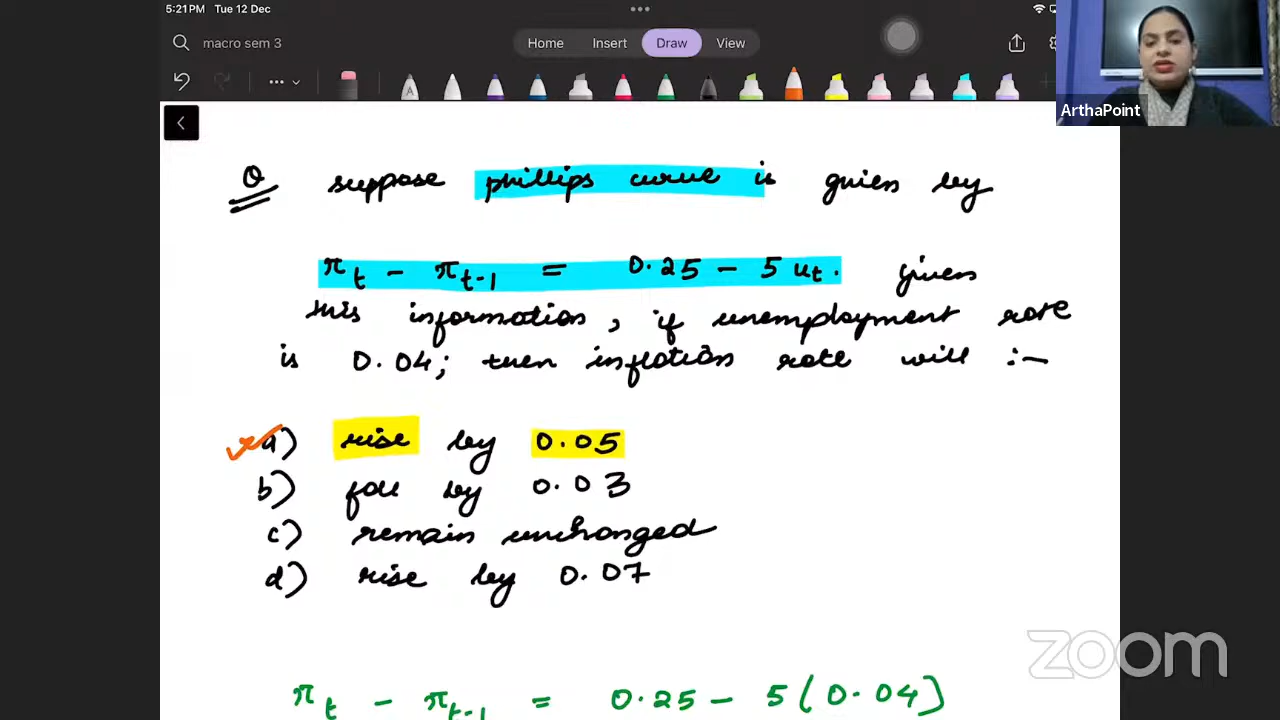 5:21 PM Tue 12 Dec
macro sem 3
Home Insert Draw View
ArthaPoint
Q suppose phillips curve is given by
πt - πt-1 = 0.25 - 5 ut. given
this information, if unemployment rate
is 0.04; then inflation rate will :-
a) rise by 0.05
b) fall by 0.03
c) remain unchanged
d) rise by 0.07
zoom
πt - πt-1 = 0.25 - 5(0.04)